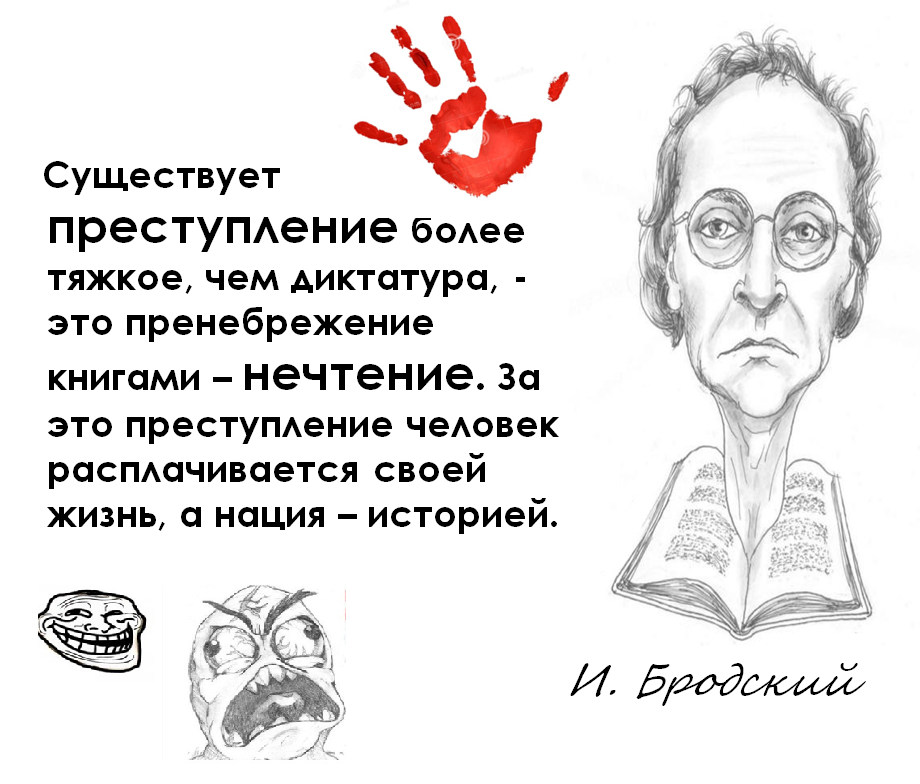 Существует
преступление более
тяжкое, чем диктатура, -
это пренебрежение
книгами – нечтение. За
это преступление человек
расплачивается своей
жизнь, а нация – историей.
И. Бродский